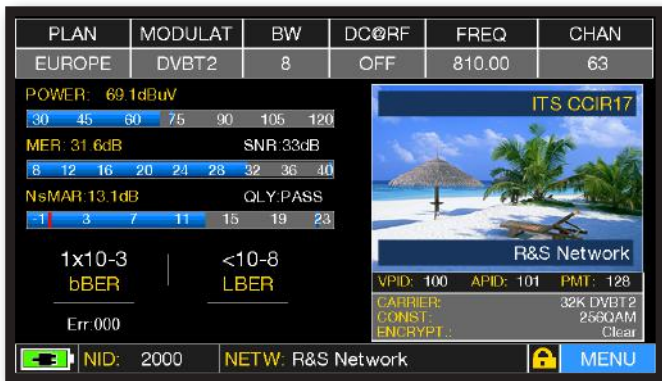 PLAN MODULAT BW DC@RF FREQ CHAN
EUROPE DVBT2 8 OFF 810.00 63
POWER: 69.1dBuV
30 45 60 75 90 105 120
MER: 31.6dB SNR:33dB
8 12 16 20 24 28 32 36 40
NsMAR:13.1dB QLY:PASS
-1 3 7 11 15 19 23
1x10-3 <10-8
bBER LBER
Err:000
ITS CCIR17
R&S Network
VPID: 100 APID: 101 PMT: 128
CARRIER: 32K DVBT2
CONST: 256QAM
ENCRYPT.: Clear
NID: 2000 NETW: R&S Network MENU